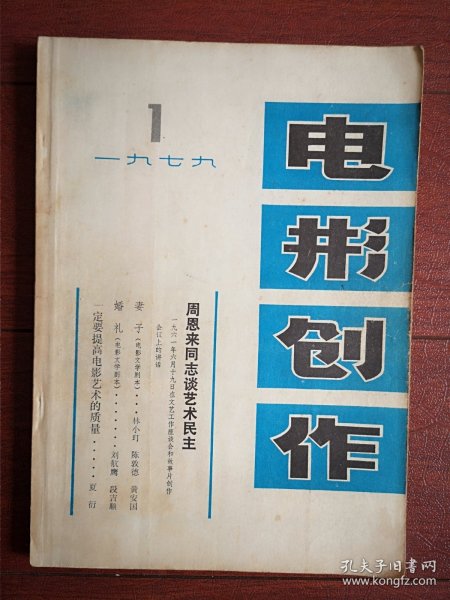 1
一九七九
电影创作
周恩来同志谈艺术民主
一九六一年六月十九日在文艺工作座谈会和故事片创作
会议上的讲话
妻子(电影文学剧本)···林小玎 陈敦德 黄安国
婚礼(电影文学剧本)·······刘航鹰 段吉顺
一定要提高电影艺术的质量·····夏衍
孔夫子旧书网
www.kongfz.com